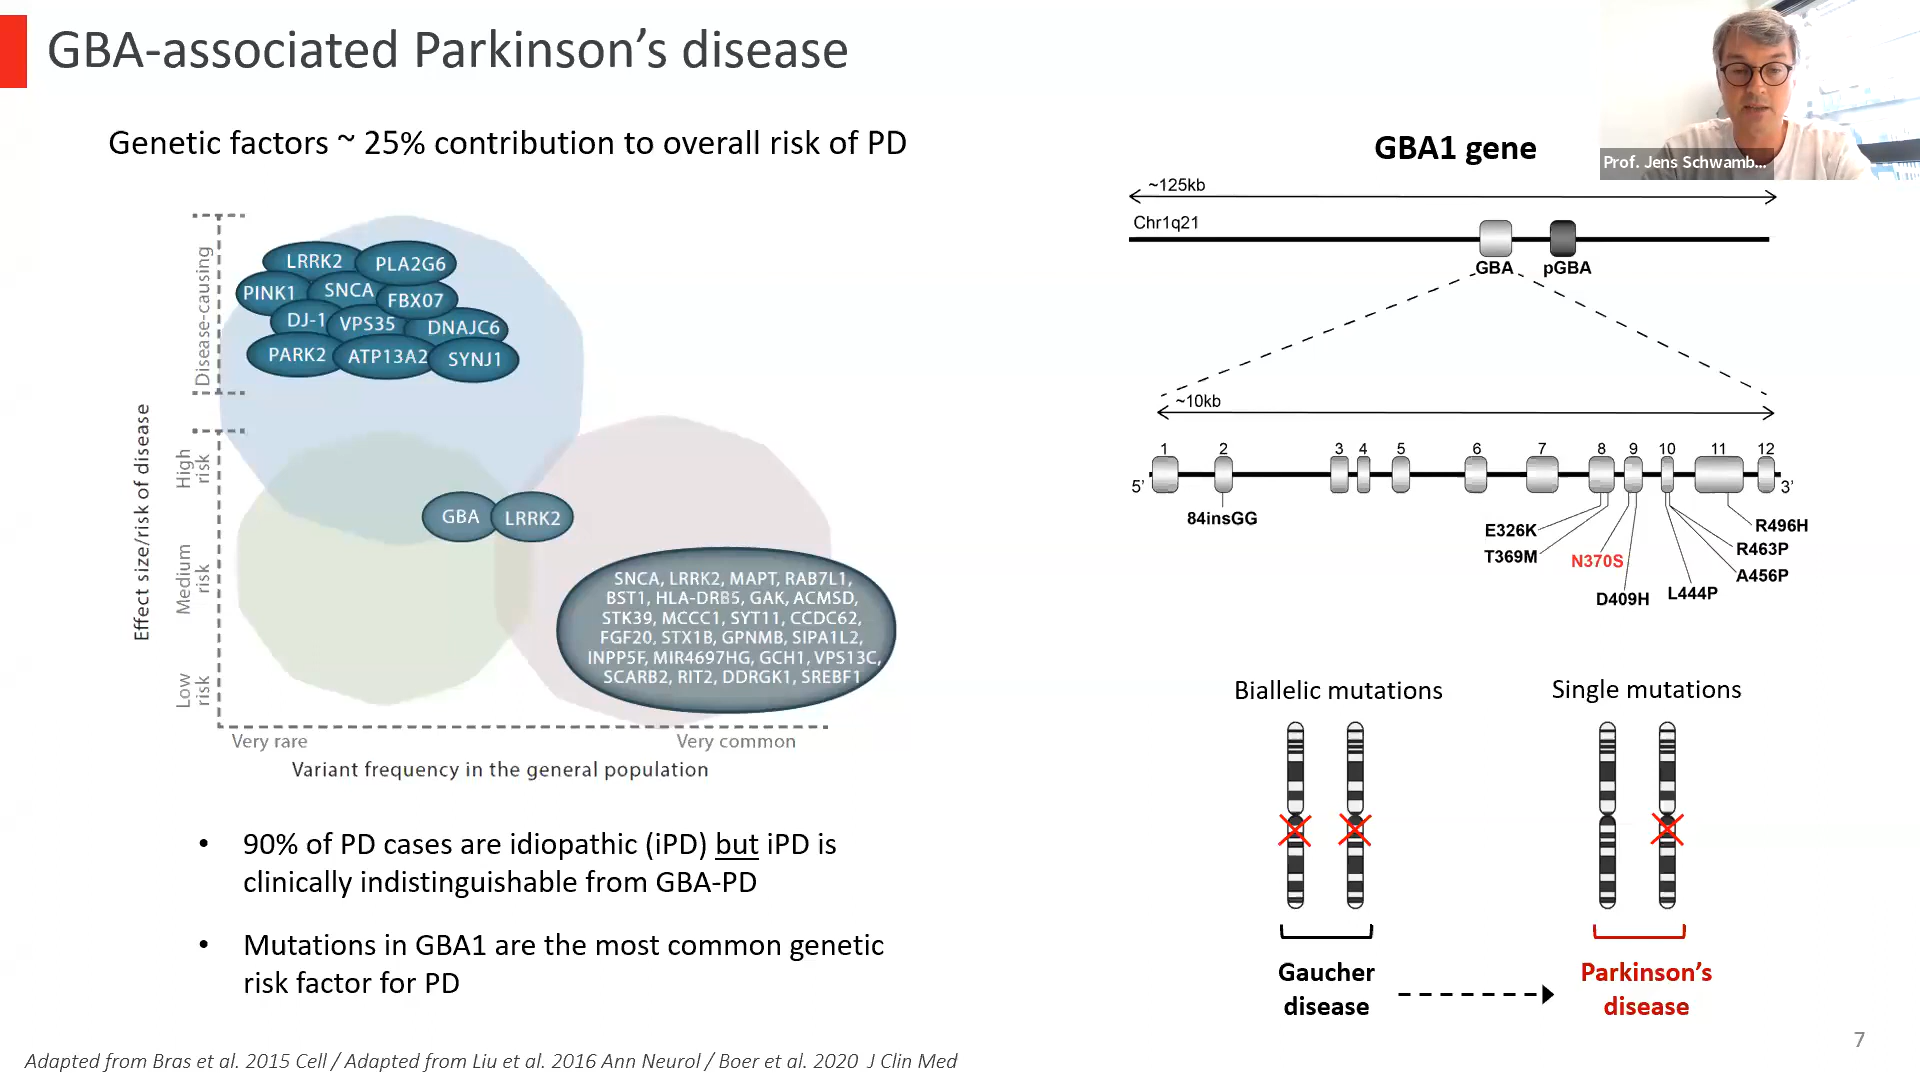 GBA-associated Parkinson's disease
Prof. Jens Schwamb...
Genetic factors ~ 25% contribution to overall risk of PD
Effect size/risk of disease
Disease-causing
High risk
Medium risk
Low risk
LRRK2
PLA2G6
PINK1
SNCA
FBX07
DJ-1
VPS35
DNAJC6
PARK2
ATP13A2
SYNJ1
GBA
LRRK2
SNCA, LRRK2, MAPT, RAB7L1,
BST1, HLA-DRB5, GAK, ACMSD,
STK39, MCCC1, SYT11, CCDC62,
FGF20, STX1B, GPNMB, SIPA1L2,
INPP5F, MIR4697HG, GCH1, VPS13C,
SCARB2, RIT2, DDRGK1, SREBF1
Very rare
Very common
Variant frequency in the general population
• 90% of PD cases are idiopathic (iPD) but iPD is
clinically indistinguishable from GBA-PD
• Mutations in GBA1 are the most common genetic
risk factor for PD
GBA1 gene
~125kb
Chr1q21
GBA
pGBA
~10kb
1 2 3 4 5 6 7 8 9 10 11 12
5' 3'
84insGG
E326K
T369M
N370S
D409H
L444P
A456P
R463P
R496H
Biallelic mutations
Single mutations
Gaucher
disease
Parkinson's
disease
Adapted from Bras et al. 2015 Cell / Adapted from Liu et al. 2016 Ann Neurol / Boer et al. 2020 J Clin Med
7